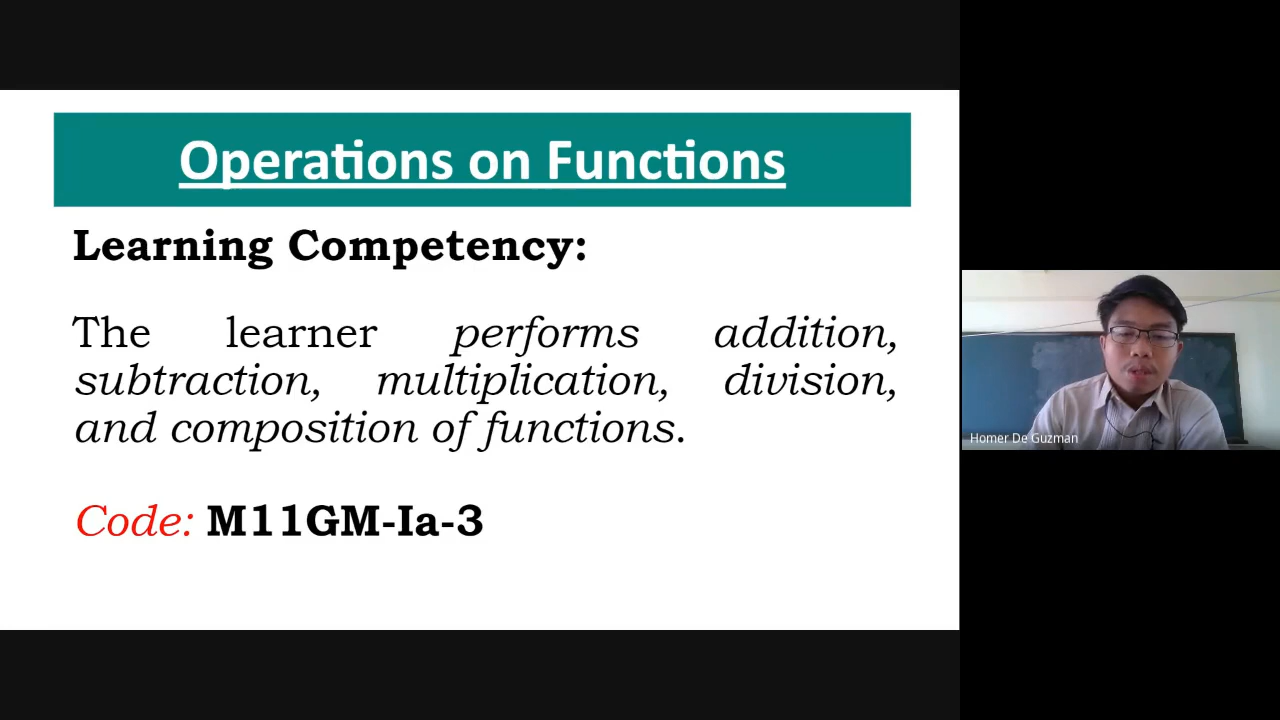 Operations on Functions
Learning Competency:
The learner performs addition,
subtraction, multiplication, division,
and composition of functions.
Code: M11GM-Ia-3
Homer De Guzman